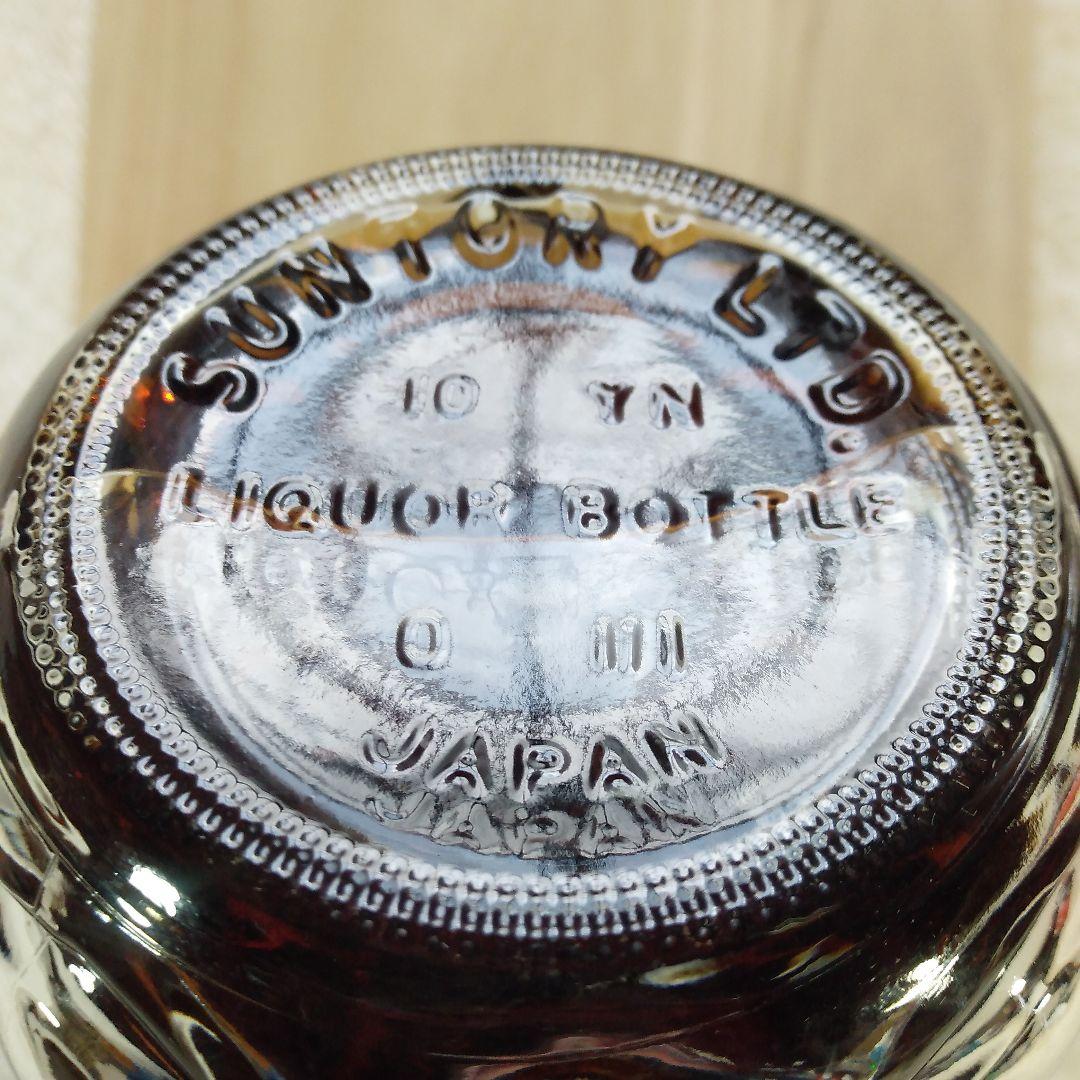 SUNTORY LTD.
10 YN
LIQUOR BOTTLE
0 III
JAPAN